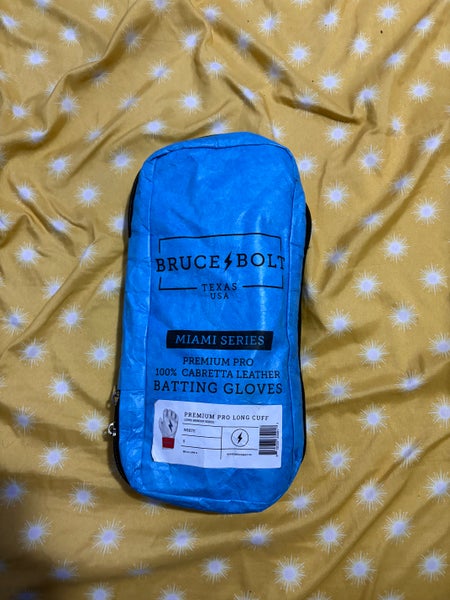 BRUCE BOLT
TEXAS
USA
MIAMI SERIES
PREMIUM PRO
100% CABRETTA LEATHER
BATTING GLOVES
PREMIUM PRO LONG CUFF
WHITE